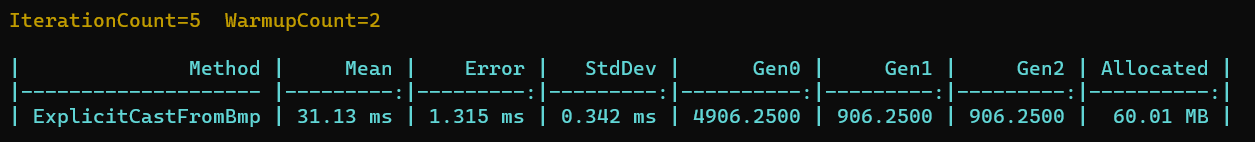 IterationCount=5  WarmupCount=2
|               Method |     Mean |    Error |   StdDev |      Gen0 |     Gen1 |     Gen2 | Allocated |
|--------------------- |---------:|---------:|---------:|----------:|---------:|---------:|----------:|
| ExplicitCastFromBmp | 31.13 ms | 1.315 ms | 0.342 ms | 4906.2500 | 906.2500 | 906.2500 |  60.01 MB |